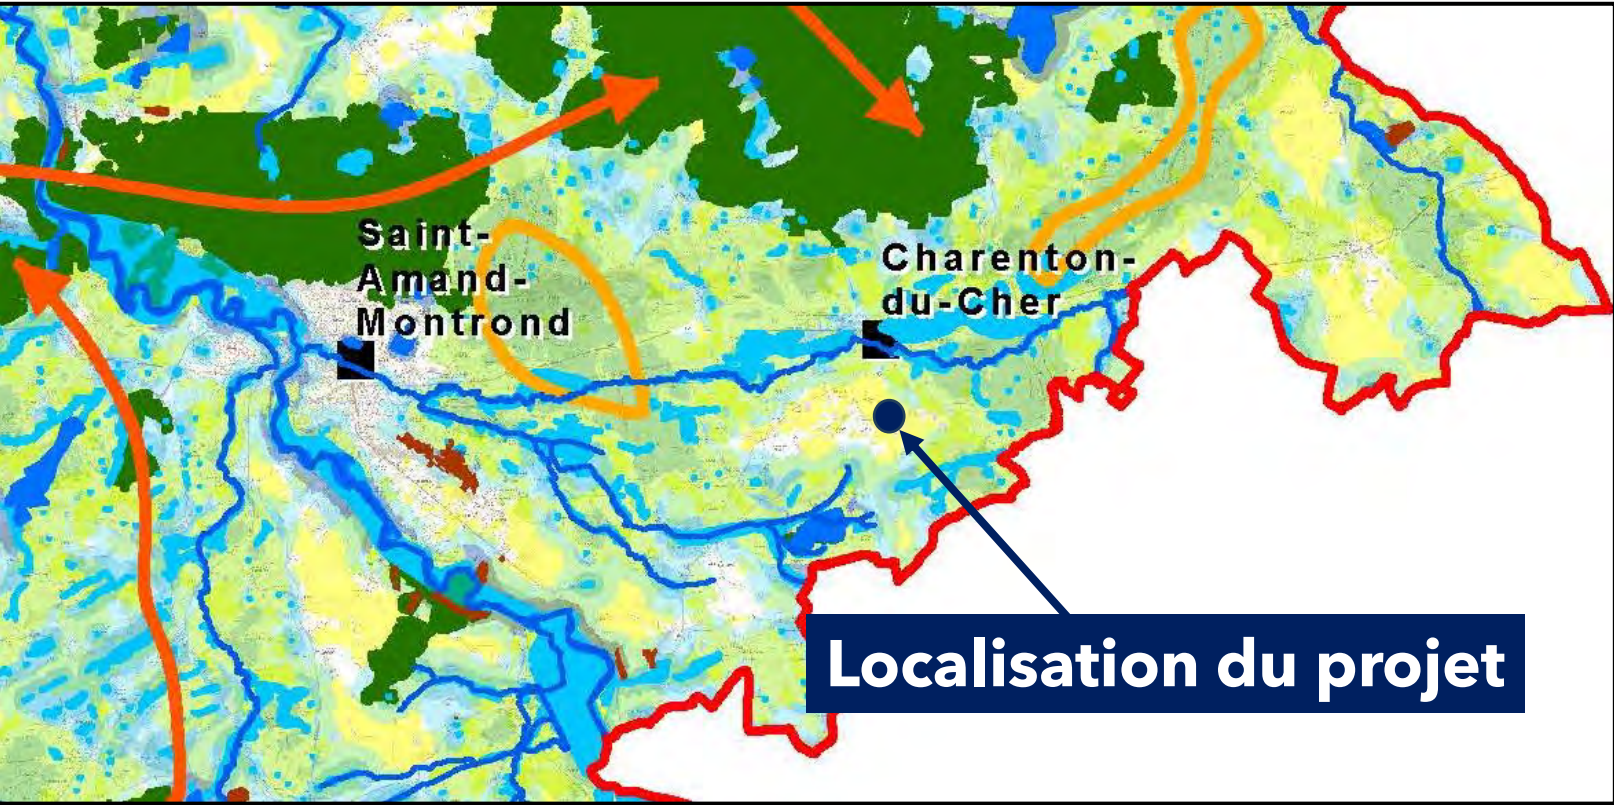 Saint-
Amand-
Montrond
Charenton-
du-Cher
Localisation du projet